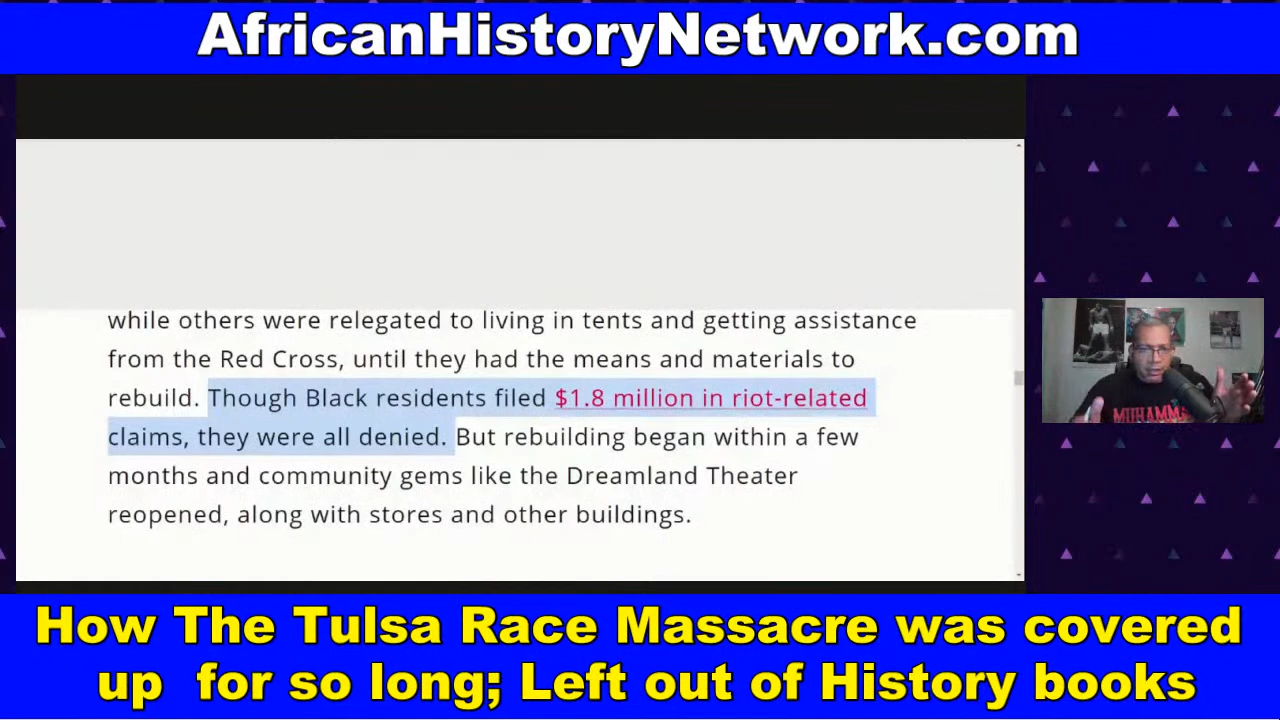 AfricanHistoryNetwork.com
while others were relegated to living in tents and getting assistance
from the Red Cross, until they had the means and materials to
rebuild. Though Black residents filed $1.8 million in riot-related
claims, they were all denied. But rebuilding began within a few
months and community gems like the Dreamland Theater
reopened, along with stores and other buildings.
MUHAMM
How The Tulsa Race Massacre was covered
up for so long; Left out of History books